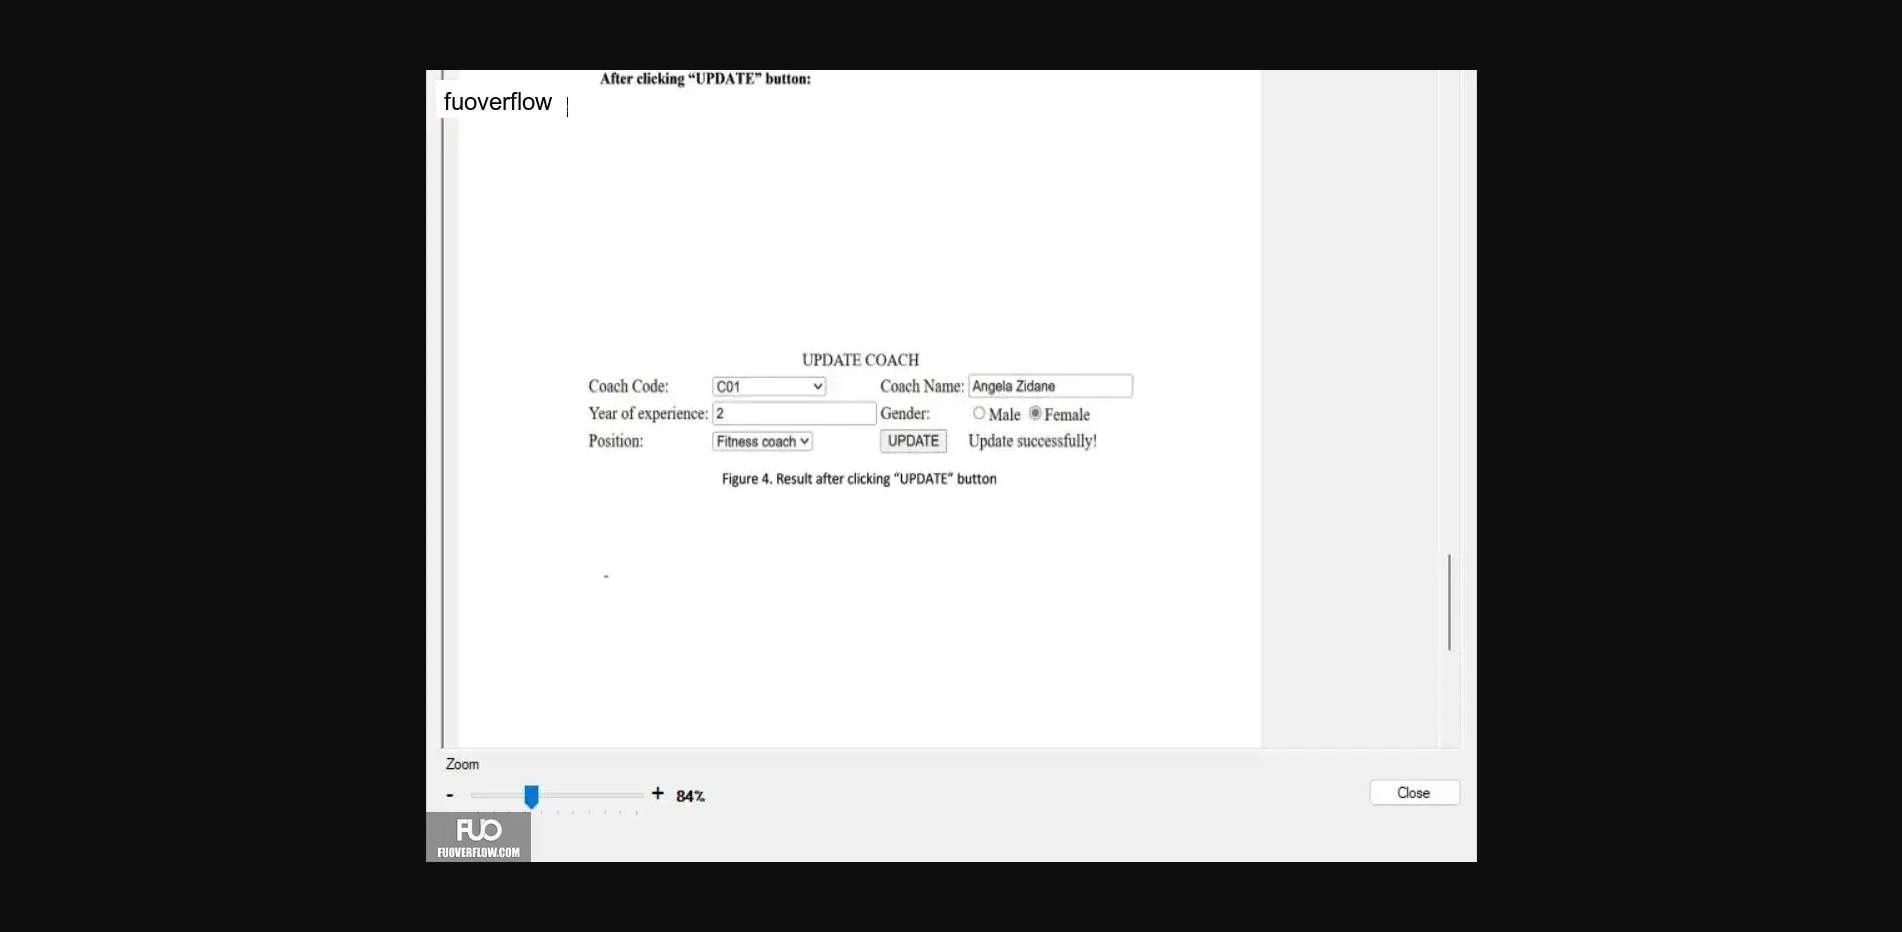 After clicking “UPDATE” button:
fuoverflow
UPDATE COACH
Coach Code: C01 Coach Name: Angela Zidane
Year of experience: 2 Gender: Male Female
Position: Fitness coach UPDATE Update successfully!
Figure 4. Result after clicking “UPDATE” button
-
Zoom
- + 84%
Close
FUO
FUOVERFLOW.COM